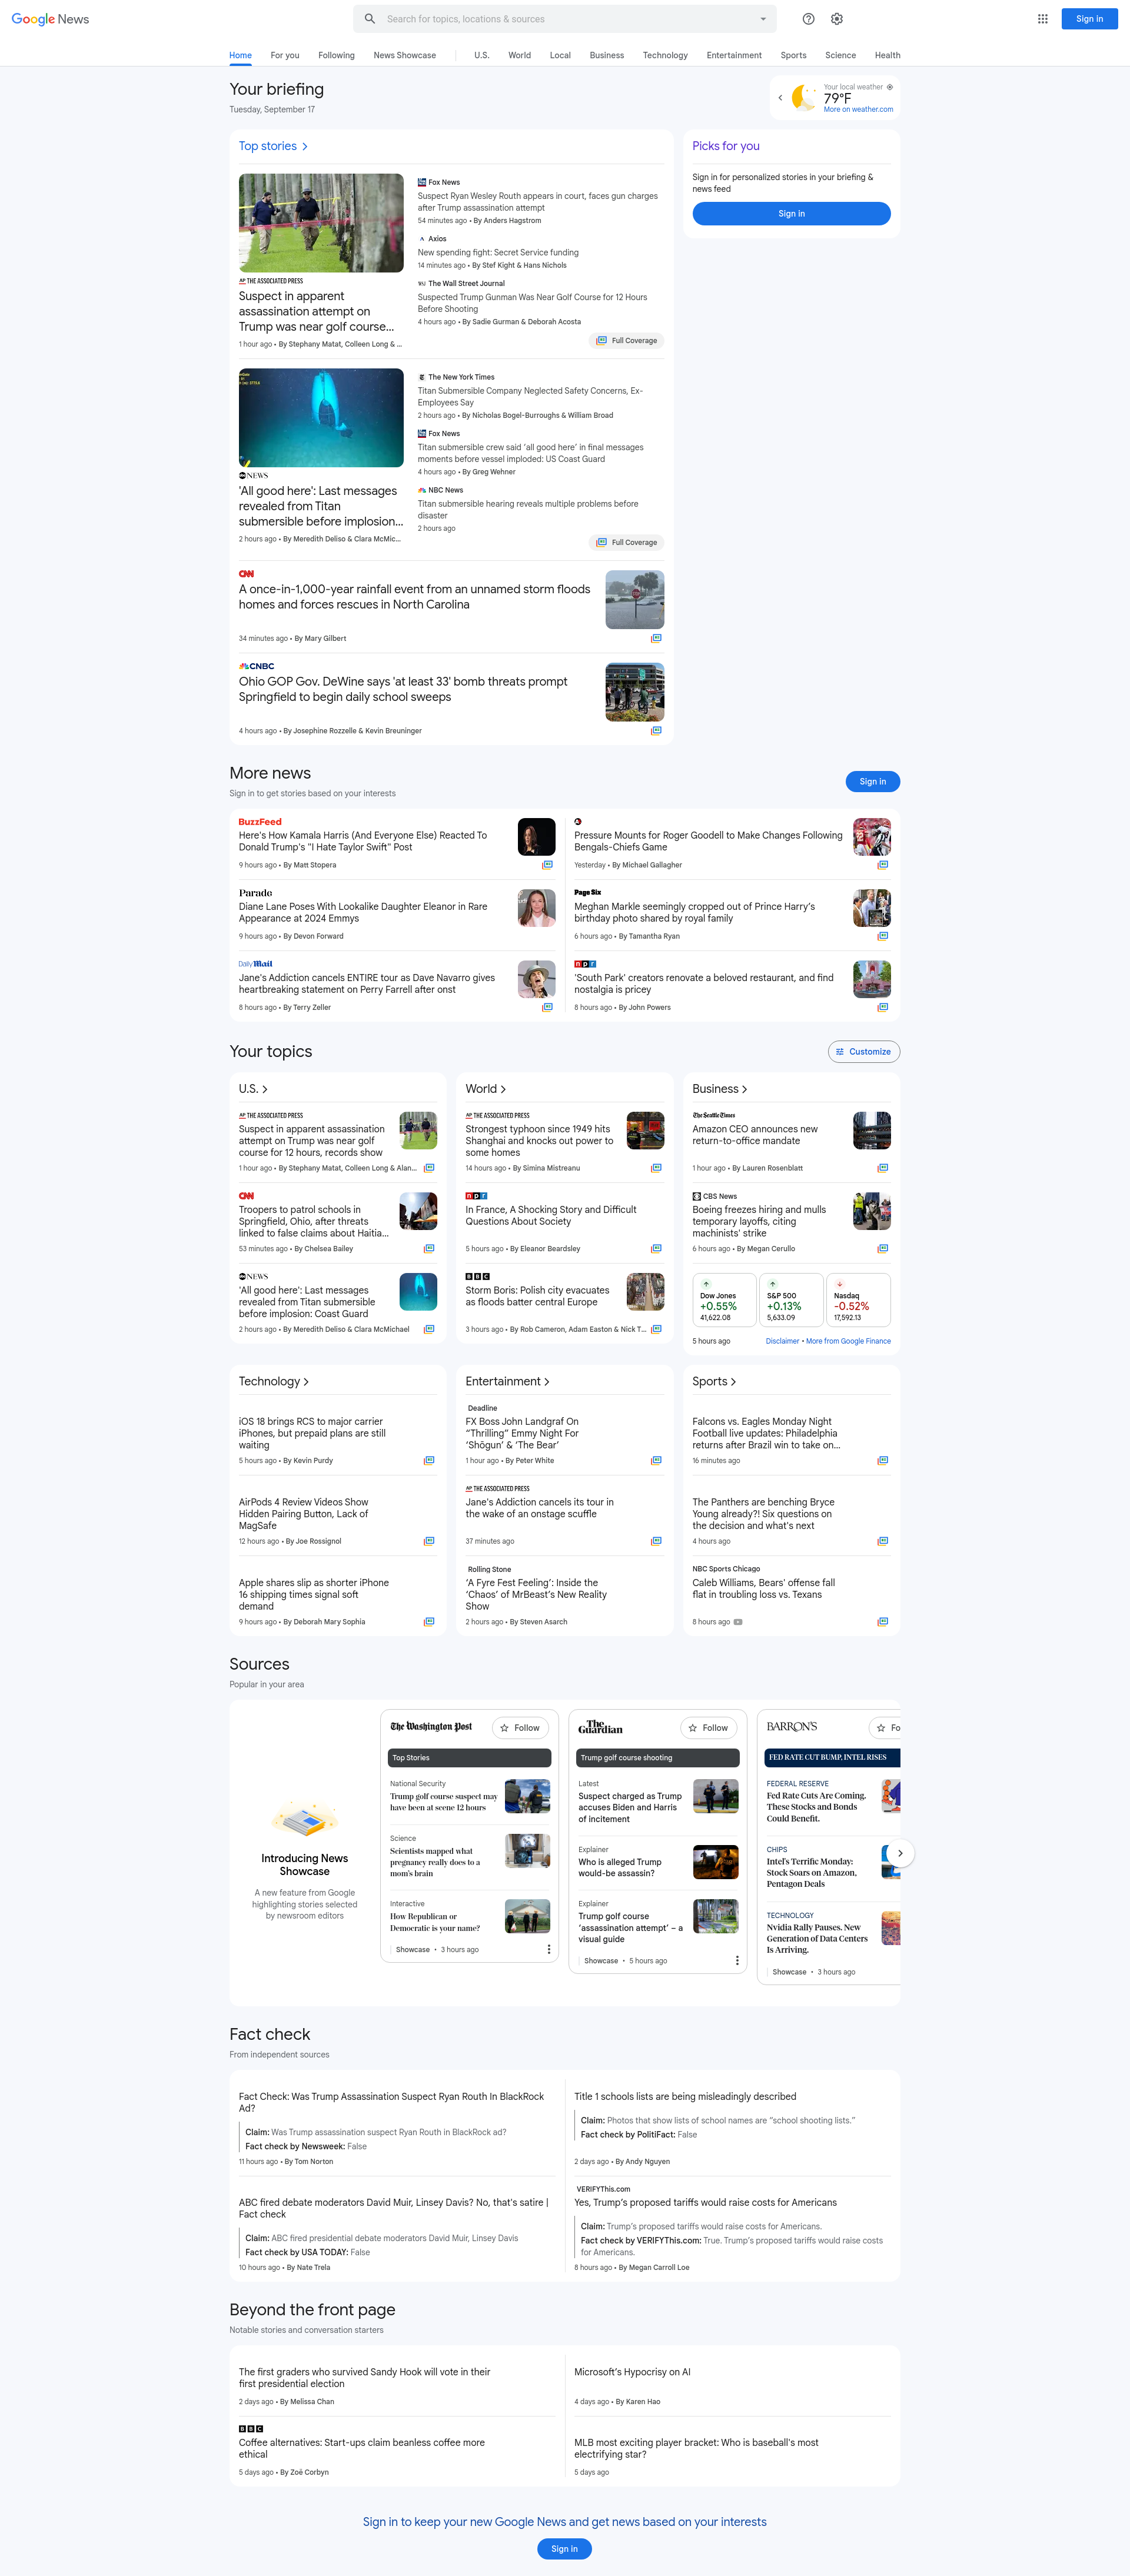 Google News
Search for topics, locations & sources
Sign in
Home
For you
Following
News Showcase
U.S.
World
Local
Business
Technology
Entertainment
Sports
Science
Health
Your briefing
Tuesday, September 17
Your local weather
79°F
More on weather.com
Top stories
THE ASSOCIATED PRESS
Suspect in apparent
assassination attempt on
Trump was near golf course...
1 hour ago • By Stephany Matat, Colleen Long & ...
Fox News
Suspect Ryan Wesley Routh appears in court, faces gun charges
after Trump assassination attempt
54 minutes ago • By Anders Hagstrom
Axios
New spending fight: Secret Service funding
14 minutes ago • By Stef Kight & Hans Nichols
The Wall Street Journal
Suspected Trump Gunman Was Near Golf Course for 12 Hours
Before Shooting
4 hours ago • By Sadie Gurman & Deborah Acosta
Full Coverage
Picks for you
Sign in for personalized stories in your briefing &
news feed
Sign in
abc NEWS
'All good here': Last messages
revealed from Titan
submersible before implosion...
2 hours ago • By Meredith Deliso & Clara McMic...
The New York Times
Titan Submersible Company Neglected Safety Concerns, Ex-
Employees Say
2 hours ago • By Nicholas Bogel-Burroughs & William Broad
Fox News
Titan submersible crew said ‘all good here’ in final messages
moments before vessel imploded: US Coast Guard
4 hours ago • By Greg Wehner
NBC News
Titan submersible hearing reveals multiple problems before
disaster
2 hours ago
Full Coverage
CNN
A once-in-1,000-year rainfall event from an unnamed storm floods
homes and forces rescues in North Carolina
34 minutes ago • By Mary Gilbert
CNBC
Ohio GOP Gov. DeWine says 'at least 33' bomb threats prompt
Springfield to begin daily school sweeps
4 hours ago • By Josephine Rozzelle & Kevin Breuninger
More news
Sign in to get stories based on your interests
Sign in
BuzzFeed
Here's How Kamala Harris (And Everyone Else) Reacted To
Donald Trump's "I Hate Taylor Swift" Post
9 hours ago • By Matt Stopera
Pressure Mounts for Roger Goodell to Make Changes Following
Bengals-Chiefs Game
Yesterday • By Michael Gallagher
Parade
Diane Lane Poses With Lookalike Daughter Eleanor in Rare
Appearance at 2024 Emmys
9 hours ago • By Devon Forward
Page Six
Meghan Markle seemingly cropped out of Prince Harry’s
birthday photo shared by royal family
6 hours ago • By Tamantha Ryan
Daily Mail
Jane's Addiction cancels ENTIRE tour as Dave Navarro gives
heartbreaking statement on Perry Farrell after onst
8 hours ago • By Terry Zeller
npr
'South Park' creators renovate a beloved restaurant, and find
nostalgia is pricey
8 hours ago • By John Powers
Your topics
Customize
U.S.
THE ASSOCIATED PRESS
Suspect in apparent assassination
attempt on Trump was near golf
course for 12 hours, records show
1 hour ago • By Stephany Matat, Colleen Long & Alan...
CNN
Troopers to patrol schools in
Springfield, Ohio, after threats
linked to false claims about Haitia...
53 minutes ago • By Chelsea Bailey
abc NEWS
'All good here': Last messages
revealed from Titan submersible
before implosion: Coast Guard
2 hours ago • By Meredith Deliso & Clara McMichael
World
THE ASSOCIATED PRESS
Strongest typhoon since 1949 hits
Shanghai and knocks out power to
some homes
14 hours ago • By Simina Mistreanu
npr
In France, A Shocking Story and Difficult
Questions About Society
5 hours ago • By Eleanor Beardsley
BBC
Storm Boris: Polish city evacuates
as floods batter central Europe
3 hours ago • By Rob Cameron, Adam Easton & Nick T...
Business
The Seattle Times
Amazon CEO announces new
return-to-office mandate
1 hour ago • By Lauren Rosenblatt
CBS News
Boeing freezes hiring and mulls
temporary layoffs, citing
machinists' strike
6 hours ago • By Megan Cerullo
Dow Jones
+0.55%
41,622.08
S&P 500
+0.13%
5,633.09
Nasdaq
-0.52%
17,592.13
5 hours ago
Disclaimer • More from Google Finance
Technology
iOS 18 brings RCS to major carrier
iPhones, but prepaid plans are still
waiting
5 hours ago • By Kevin Purdy
AirPods 4 Review Videos Show
Hidden Pairing Button, Lack of
MagSafe
12 hours ago • By Joe Rossignol
Apple shares slip as shorter iPhone
16 shipping times signal soft
demand
9 hours ago • By Deborah Mary Sophia
Entertainment
Deadline
FX Boss John Landgraf On
“Thrilling” Emmy Night For
‘Shōgun’ & ‘The Bear’
1 hour ago • By Peter White
THE ASSOCIATED PRESS
Jane's Addiction cancels its tour in
the wake of an onstage scuffle
37 minutes ago
Rolling Stone
‘A Fyre Fest Feeling’: Inside the
‘Chaos’ of MrBeast’s New Reality
Show
2 hours ago • By Steven Asarch
Sports
Falcons vs. Eagles Monday Night
Football live updates: Philadelphia
returns after Brazil win to take on...
16 minutes ago
The Panthers are benching Bryce
Young already?! Six questions on
the decision and what's next
4 hours ago
NBC Sports Chicago
Caleb Williams, Bears' offense fall
flat in troubling loss vs. Texans
8 hours ago
Sources
Popular in your area
Introducing News
Showcase
A new feature from Google
highlighting stories selected
by newsroom editors
The Washington Post
Follow
Top Stories
National Security
Trump golf course suspect may
have been at scene 12 hours
Science
Scientists mapped what
pregnancy really does to a
mom's brain
Interactive
How Republican or
Democratic is your name?
Showcase • 3 hours ago
The Guardian
Follow
Trump golf course shooting
Latest
Suspect charged as Trump
accuses Biden and Harris
of incitement
Explainer
Who is alleged Trump
would-be assassin?
Explainer
Trump golf course
‘assassination attempt’ – a
visual guide
Showcase • 5 hours ago
BARRON'S
Fo
FED RATE CUT BUMP, INTEL RISES
FEDERAL RESERVE
Fed Rate Cuts Are Coming.
These Stocks and Bonds
Could Benefit.
CHIPS
Intel's Terrific Monday:
Stock Soars on Amazon,
Pentagon Deals
TECHNOLOGY
Nvidia Rally Pauses. New
Generation of Data Centers
Is Arriving.
Showcase • 3 hours ago
Fact check
From independent sources
Fact Check: Was Trump Assassination Suspect Ryan Routh In BlackRock
Ad?
Claim: Was Trump assassination suspect Ryan Routh in BlackRock ad?
Fact check by Newsweek: False
11 hours ago • By Tom Norton
Title 1 schools lists are being misleadingly described
Claim: Photos that show lists of school names are “school shooting lists.”
Fact check by PolitiFact: False
2 days ago • By Andy Nguyen
ABC fired debate moderators David Muir, Linsey Davis? No, that's satire |
Fact check
Claim: ABC fired presidential debate moderators David Muir, Linsey Davis
Fact check by USA TODAY: False
10 hours ago • By Nate Trela
VERIFYThis.com
Yes, Trump’s proposed tariffs would raise costs for Americans
Claim: Trump’s proposed tariffs would raise costs for Americans.
Fact check by VERIFYThis.com: True. Trump's proposed tariffs would raise costs
for Americans.
8 hours ago • By Megan Carroll Loe
Beyond the front page
Notable stories and conversation starters
The first graders who survived Sandy Hook will vote in their
first presidential election
2 days ago • By Melissa Chan
Microsoft’s Hypocrisy on AI
4 days ago • By Karen Hao
BBC
Coffee alternatives: Start-ups claim beanless coffee more
ethical
5 days ago • By Zoë Corbyn
MLB most exciting player bracket: Who is baseball's most
electrifying star?
5 days ago
Sign in to keep your new Google News and get news based on your interests
Sign in